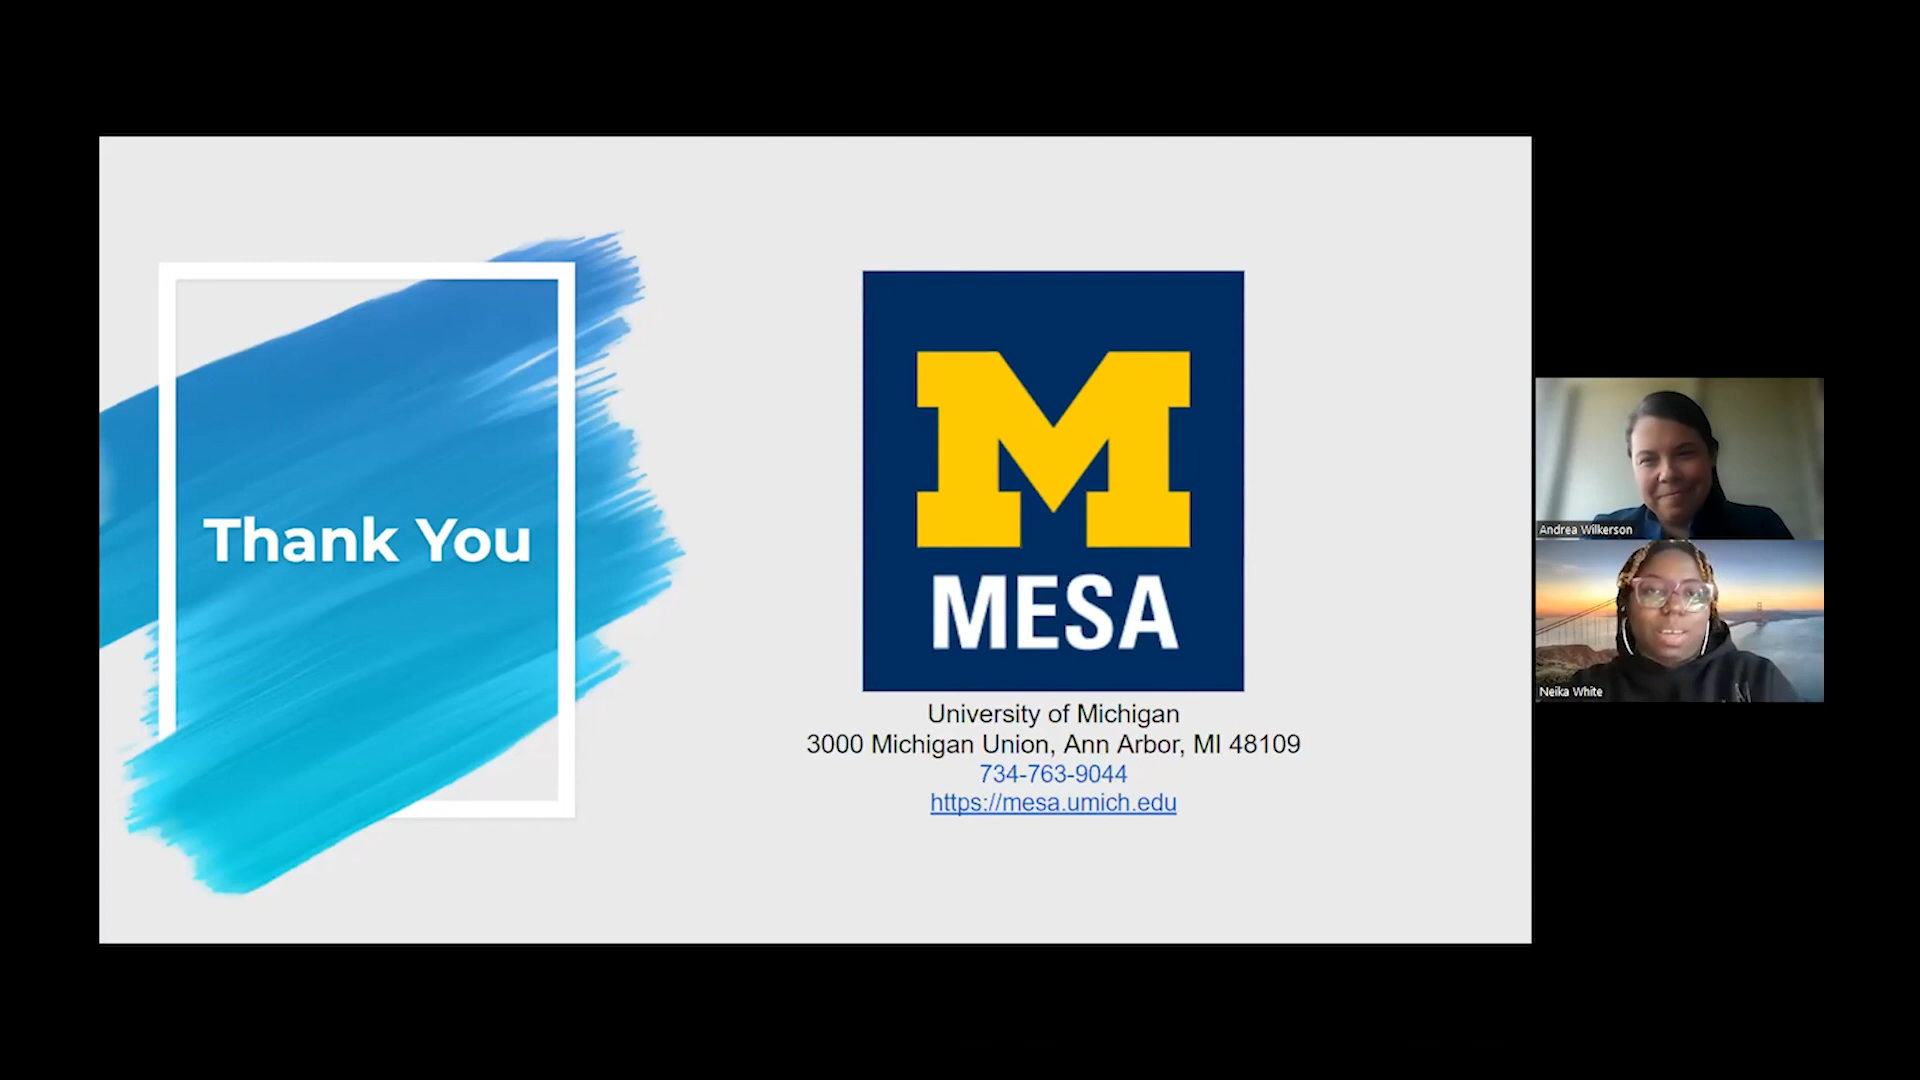 Thank You
M
MESA
University of Michigan
3000 Michigan Union, Ann Arbor, MI 48109
734-763-9044
https://mesa.umich.edu
Andrea Wilkerson
Neika White